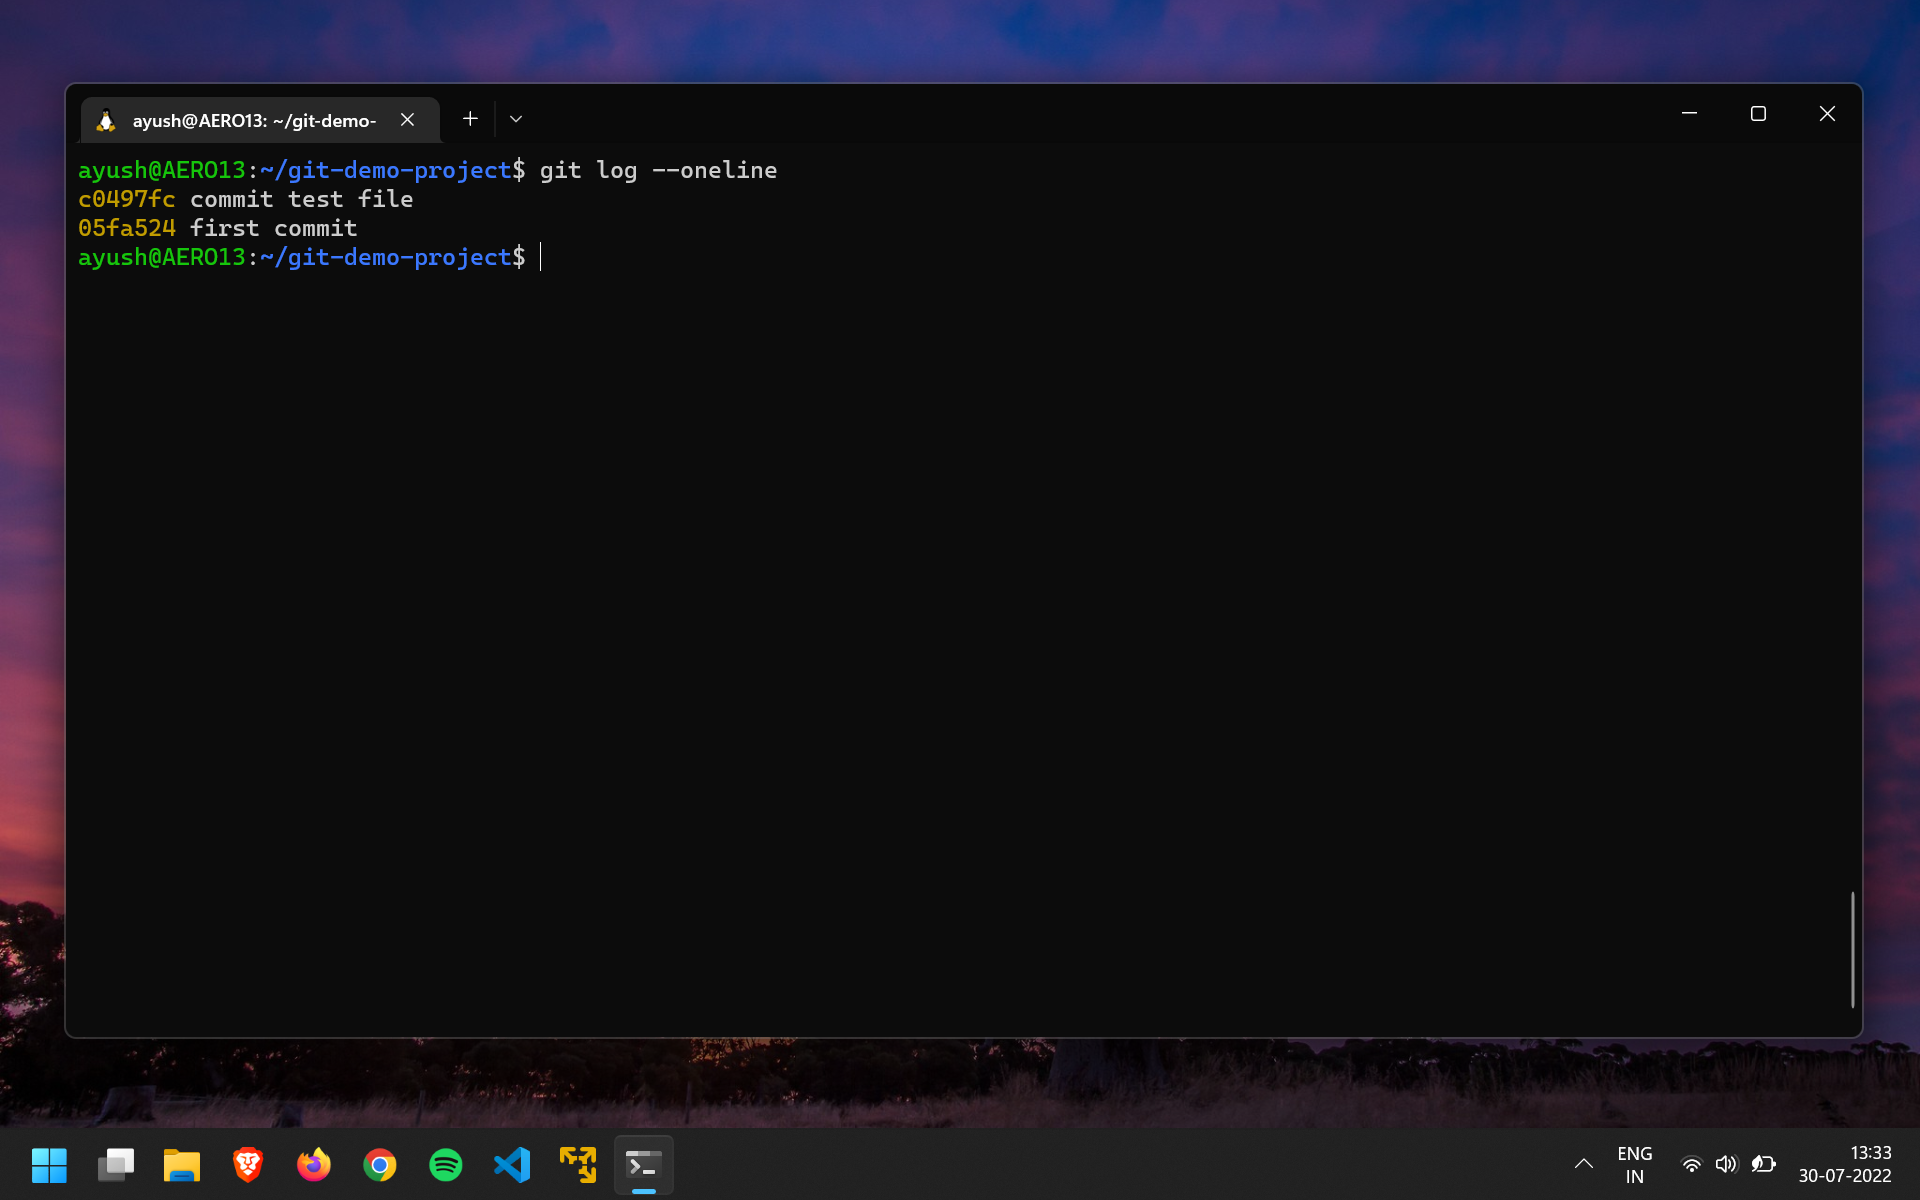 ayush@AERO13: ~/git-demo-
ayush@AERO13:~/git-demo-project$ git log --oneline
c0497fc commit test file
05fa524 first commit
ayush@AERO13:~/git-demo-project$
ENG
IN
13:33
30-07-2022